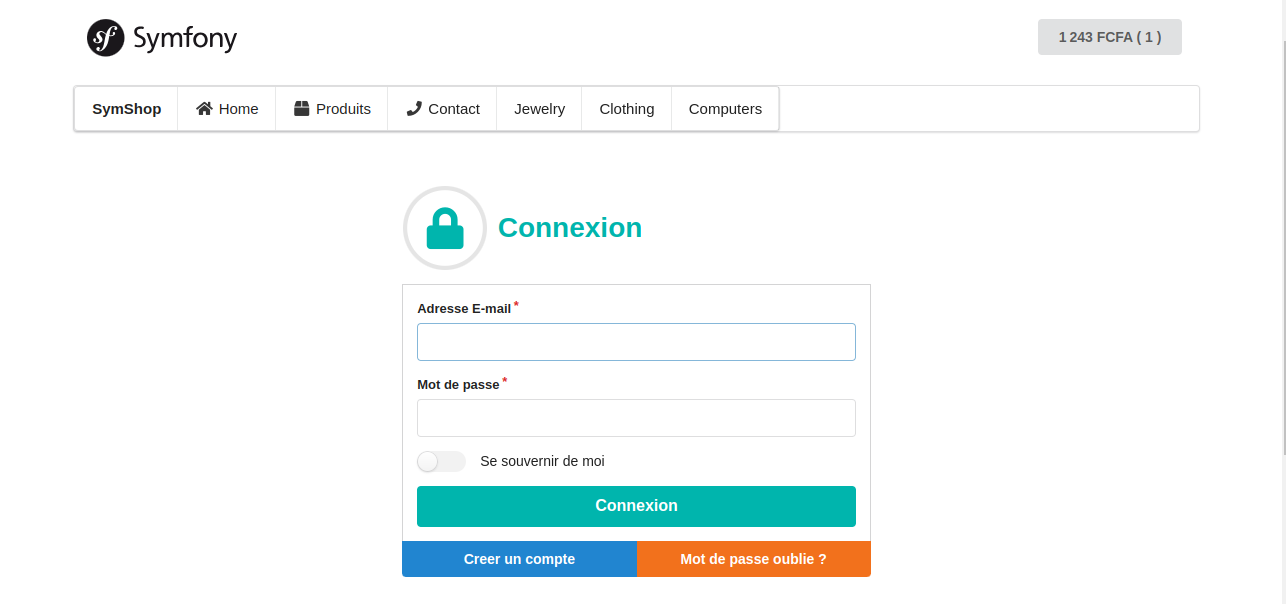 sf Symfony
1 243 FCFA ( 1 )
SymShop Home Produits Contact Jewelry Clothing Computers
Connexion
Adresse E-mail *
Mot de passe *
Se souvernir de moi
Connexion
Creer un compte Mot de passe oublie ?